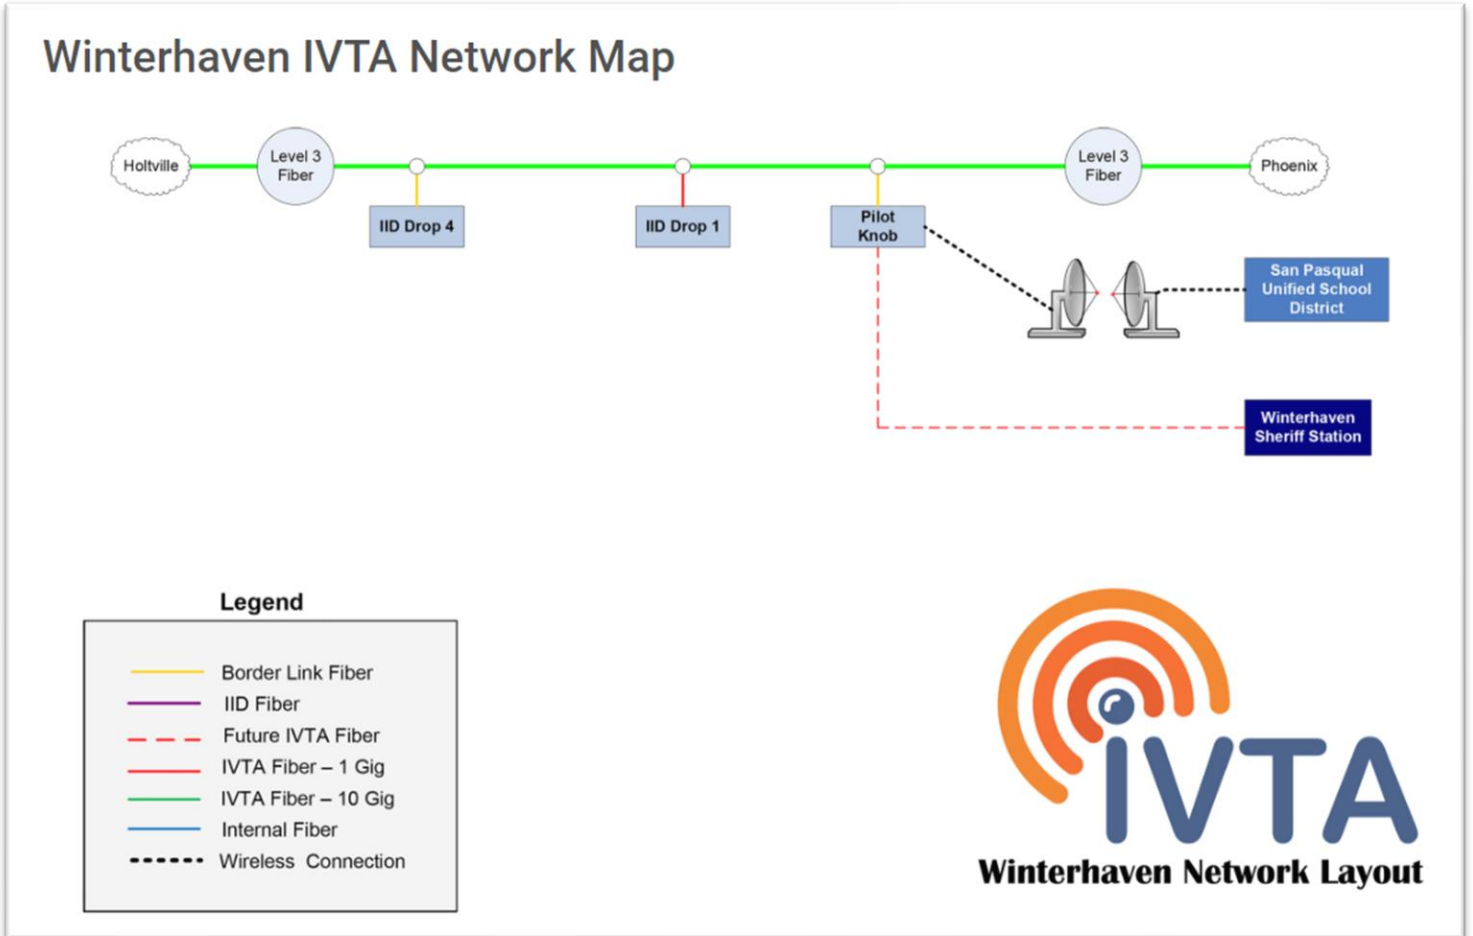 Winterhaven IVTA Network Map
Holtville
Level 3
Fiber
Level 3
Fiber
Phoenix
IID Drop 4
IID Drop 1
Pilot
Knob
San Pasqual
Unified School
District
Winterhaven
Sheriff Station
Legend
Border Link Fiber
IID Fiber
Future IVTA Fiber
IVTA Fiber – 1 Gig
IVTA Fiber – 10 Gig
Internal Fiber
Wireless Connection
iVTA
Winterhaven Network Layout